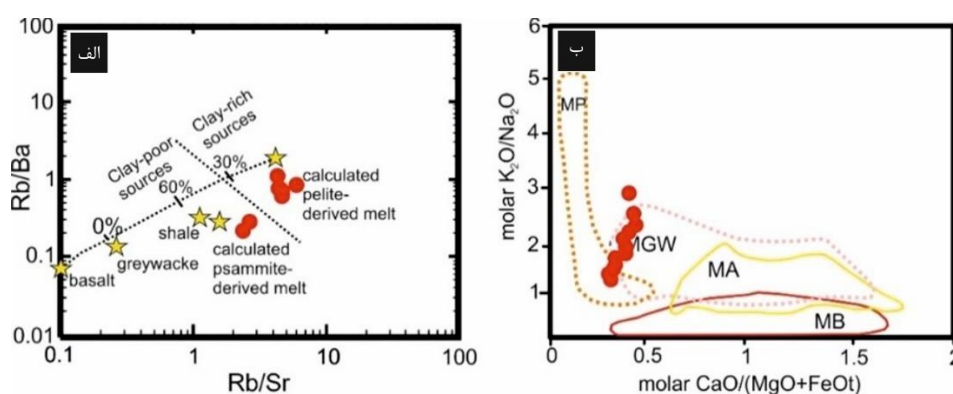 الف
100
10
1
0.1
0.01
Rb/Ba
Clay-poor
sources
Clay-rich
sources
0%
60%
30%
basalt
greywacke
shale
calculated
psammite-
derived melt
calculated
pelite-
derived melt
0.1
1
10
100
Rb/Sr
ب
6
5
4
3
2
1
molar K₂O/Na₂O
MP
MGW
MA
MB
0
0.5
1
1.5
2
molar CaO/(MgO+FeOt)